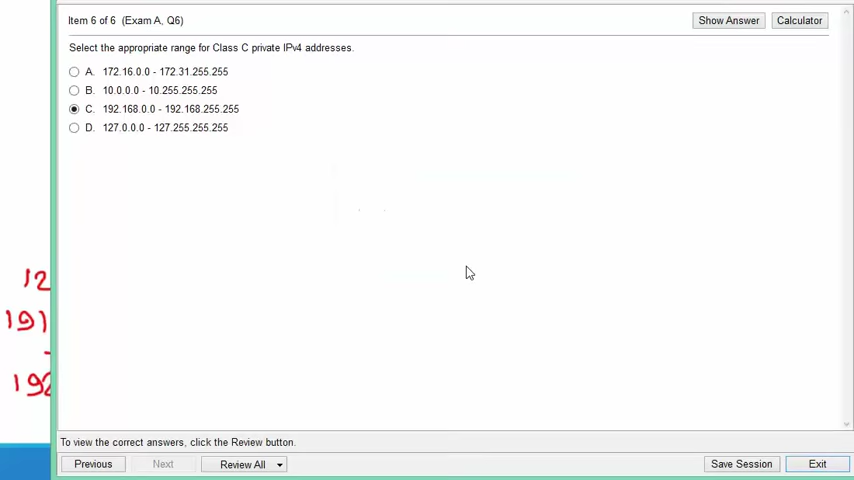 Item 6 of 6 (Exam A, Q6)
Show Answer
Calculator
Select the appropriate range for Class C private IPv4 addresses.
A. 172.16.0.0 - 172.31.255.255
B. 10.0.0.0 - 10.255.255.255
C. 192.168.0.0 - 192.168.255.255
D. 127.0.0.0 - 127.255.255.255
12
191
192
To view the correct answers, click the Review button.
Previous
Next
Review All
Save Session
Exit